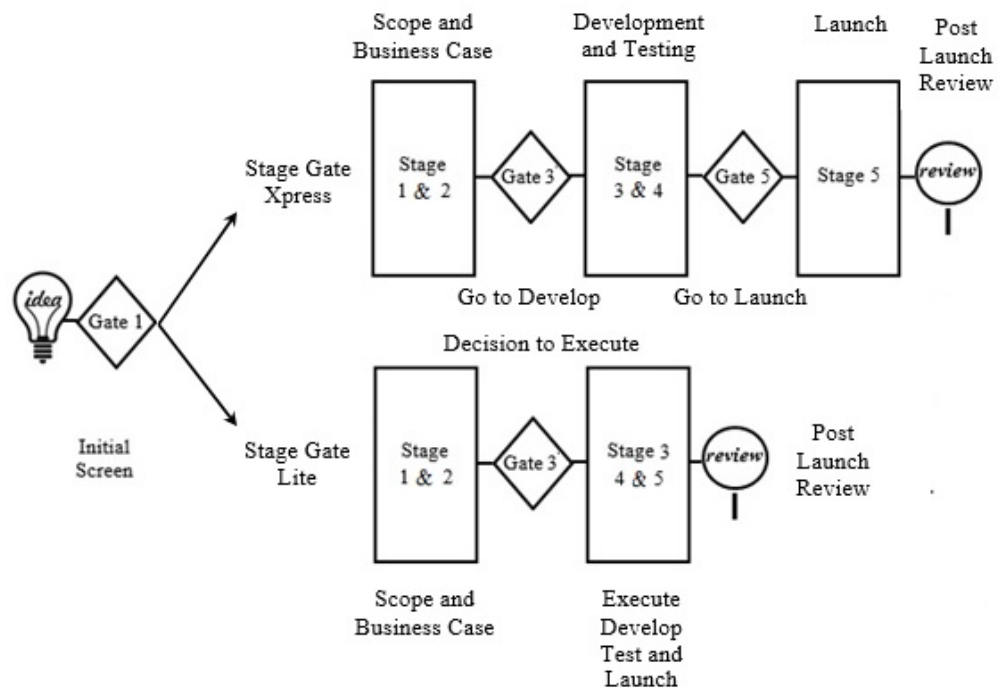 Scope and
Business Case
Development
and Testing
Launch
Post
Launch
Review
Stage Gate
Xpress
Stage
1 & 2
Gate 3
Stage
3 & 4
Gate 5
Stage 5
review
Go to Develop
Go to Launch
idea
Gate 1
Initial
Screen
Decision to Execute
Stage Gate
Lite
Stage
1 & 2
Gate 3
Stage 3
4 & 5
review
Post
Launch
Review
Scope and
Business Case
Execute
Develop
Test and
Launch